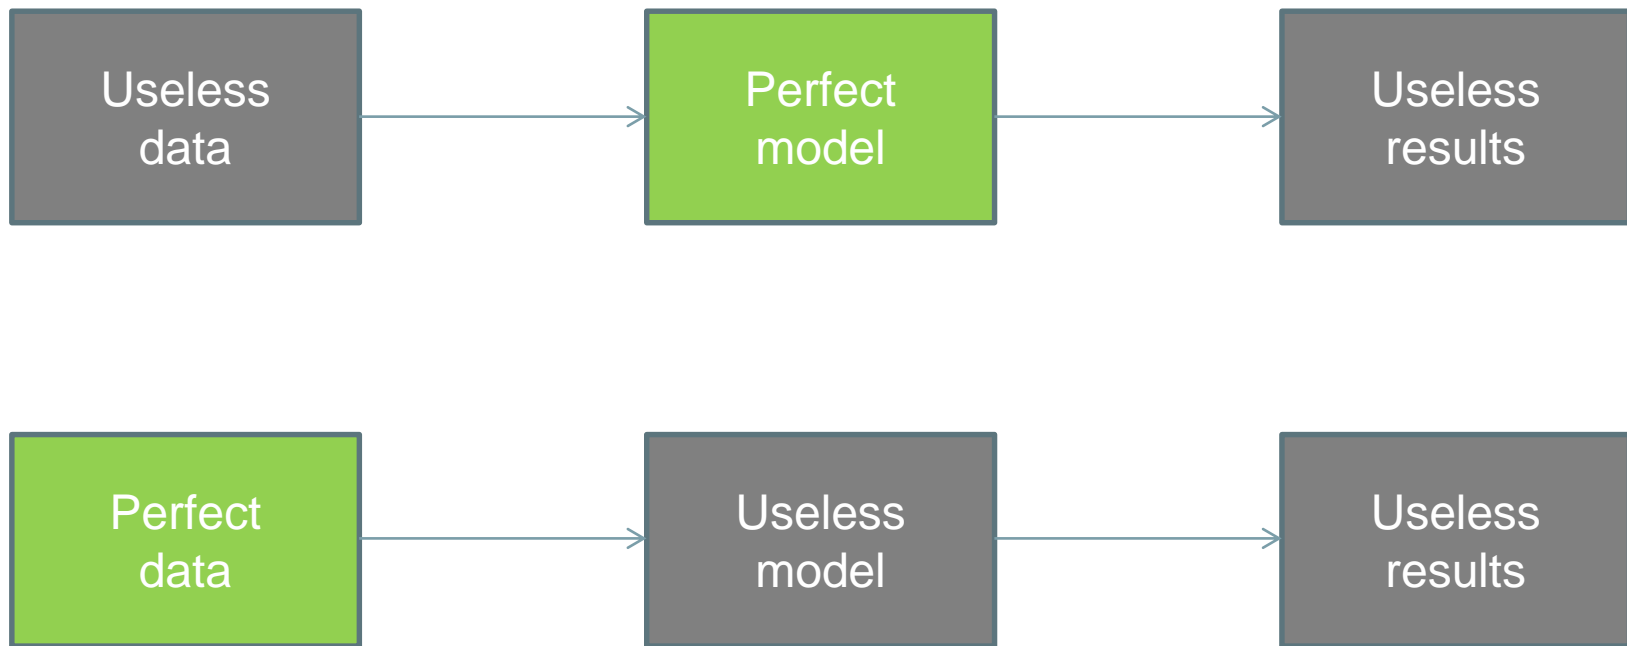 Useless
data
Perfect
model
Useless
results
Perfect
data
Useless
model
Useless
results